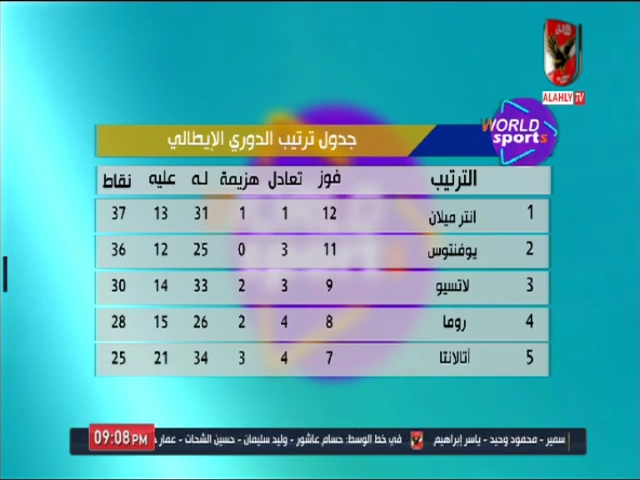 الأهلي
ALAHLY TV
WORLD
sports
جدول ترتيب الدوري الإيطالي
الترتيب فوز تعادل هزيمة له عليه نقاط
1 انتر ميلان 12 1 1 31 13 37
2 يوفنتوس 11 3 0 25 12 36
3 لاتسيو 9 3 2 33 14 30
4 روما 8 4 2 26 15 28
5 أتالانتا 7 4 3 34 21 25
سمير - محمود وحيد - ياسر إبراهيم في خط الوسط: حسام عاشور - وليد سليمان - حسين الشحات - عمار
09:08 PM